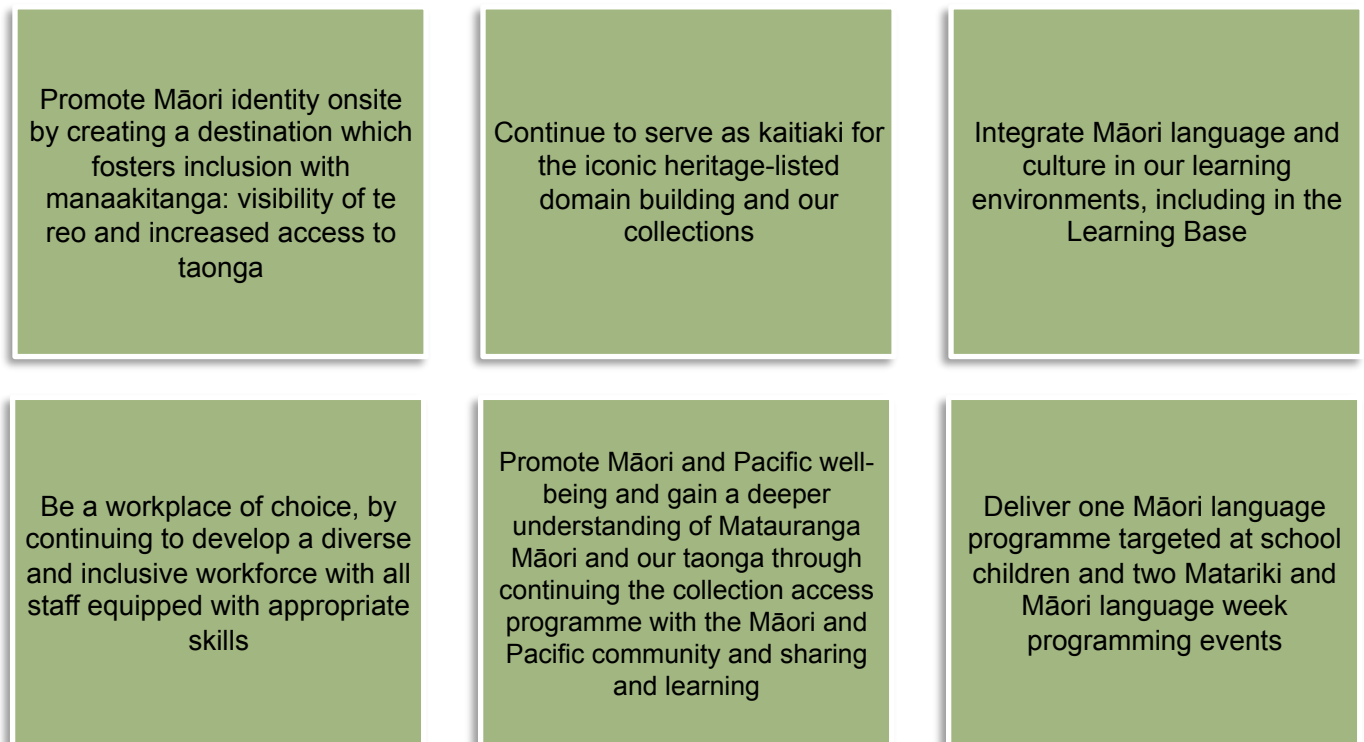 Promote Māori identity onsite
by creating a destination which
fosters inclusion with
manaakitanga: visibility of te
reo and increased access to
taonga
Continue to serve as kaitiaki for
the iconic heritage-listed
domain building and our
collections
Integrate Māori language and
culture in our learning
environments, including in the
Learning Base
Be a workplace of choice, by
continuing to develop a diverse
and inclusive workforce with all
staff equipped with appropriate
skills
Promote Māori and Pacific well-
being and gain a deeper
understanding of Matauranga
Māori and our taonga through
continuing the collection access
programme with the Māori and
Pacific community and sharing
and learning
Deliver one Māori language
programme targeted at school
children and two Matariki and
Māori language week
programming events